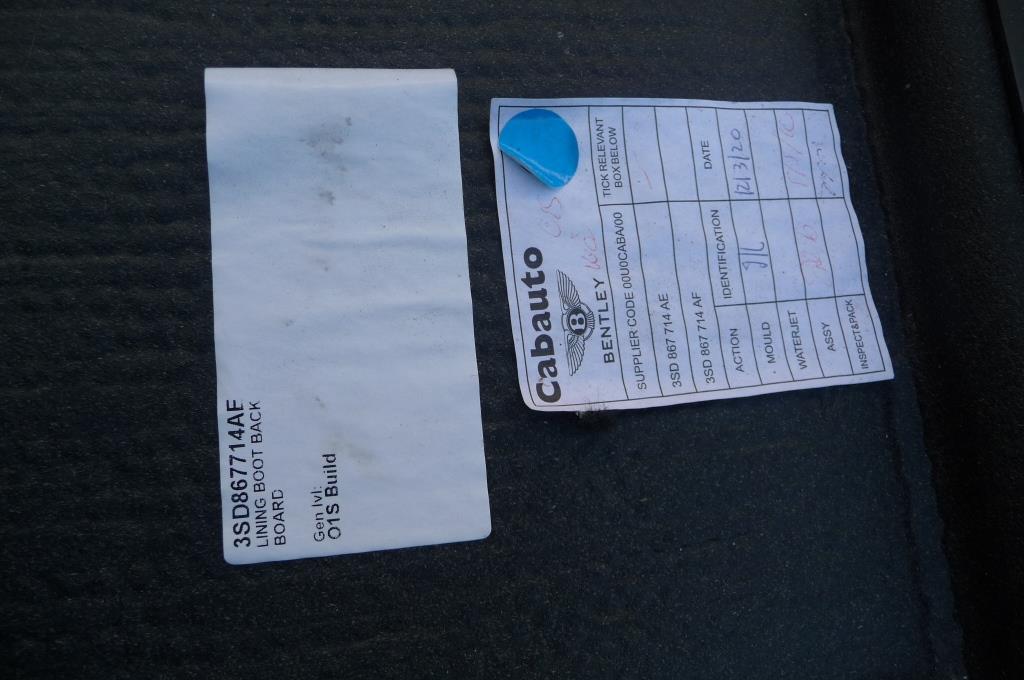 3SD867714AE
LINING BOOT BACK
BOARD
Gen lvl:
O1S Build
Cabauto
B
BENTLEY
TICK RELEVANT
BOX BELOW
SUPPLIER CODE 00U0CABA/00
3SD 867 714 AE
3SD 867 714 AF
ACTION IDENTIFICATION DATE
MOULD 12/3/20
WATERJET
ASSY
INSPECT&PACK